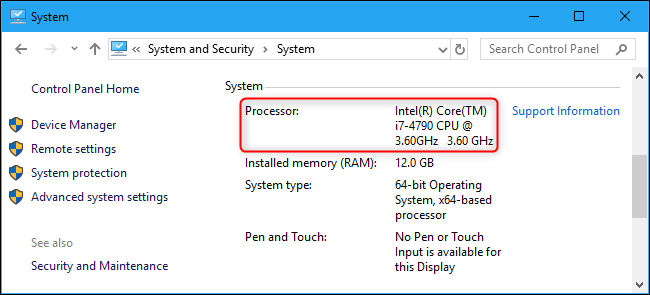 System
« System and Security > System
Search Control Panel
Control Panel Home
Device Manager
Remote settings
System protection
Advanced system settings
See also
Security and Maintenance
System
Processor: Intel(R) Core(TM)
i7-4790 CPU @
3.60GHz 3.60 GHz
Support Information
Installed memory (RAM): 12.0 GB
System type: 64-bit Operating
System, x64-based
processor
Pen and Touch: No Pen or Touch
Input is available for
this Display